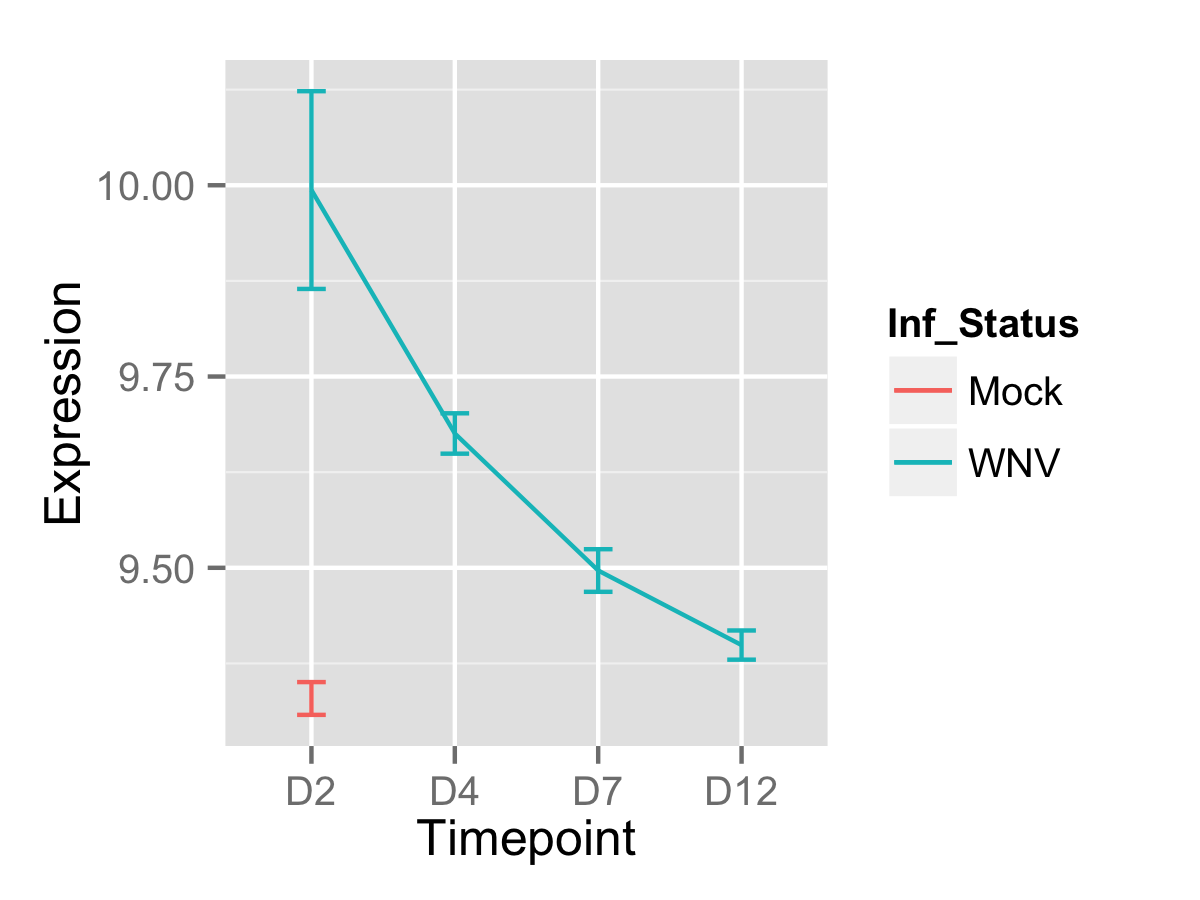 Expression
10.00
9.75
9.50
D2 D4 D7 D12
Timepoint
Inf_Status
Mock
WNV